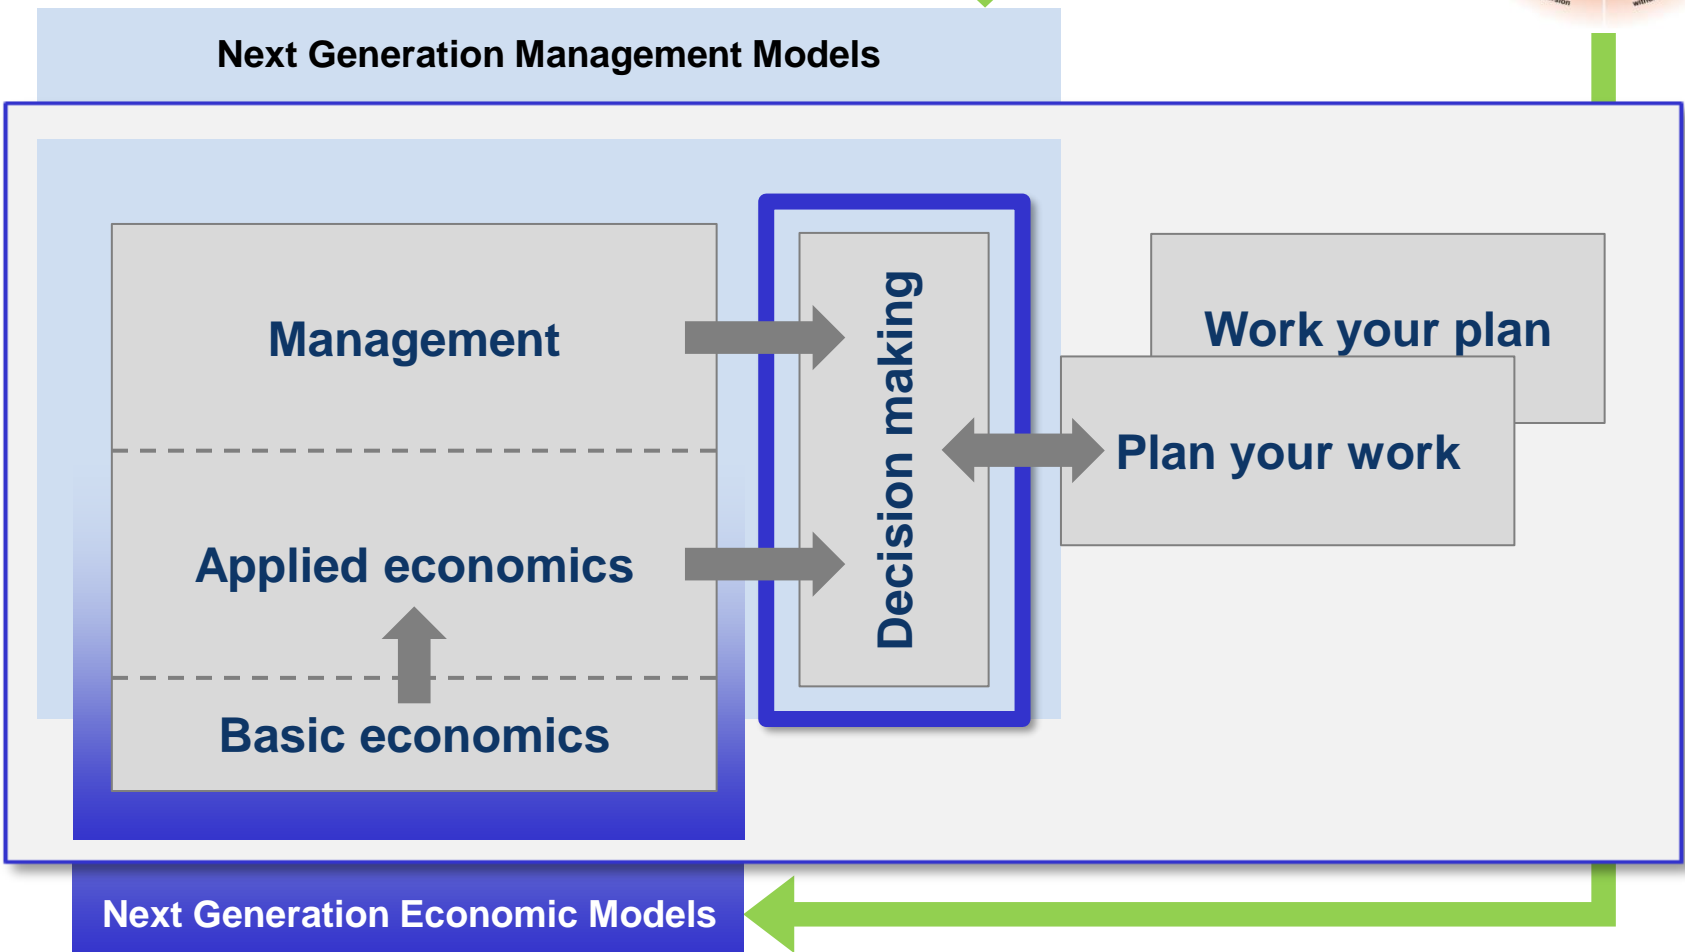 Next Generation Management Models
Management
Applied economics
Basic economics
Decision making
Work your plan
Plan your work
Next Generation Economic Models